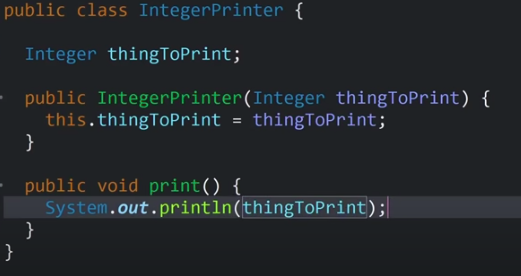 public class IntegerPrinter {
Integer thingToPrint;
public IntegerPrinter(Integer thingToPrint) {
this.thingToPrint = thingToPrint;
}
public void print() {
System.out.println(thingToPrint);
}
}